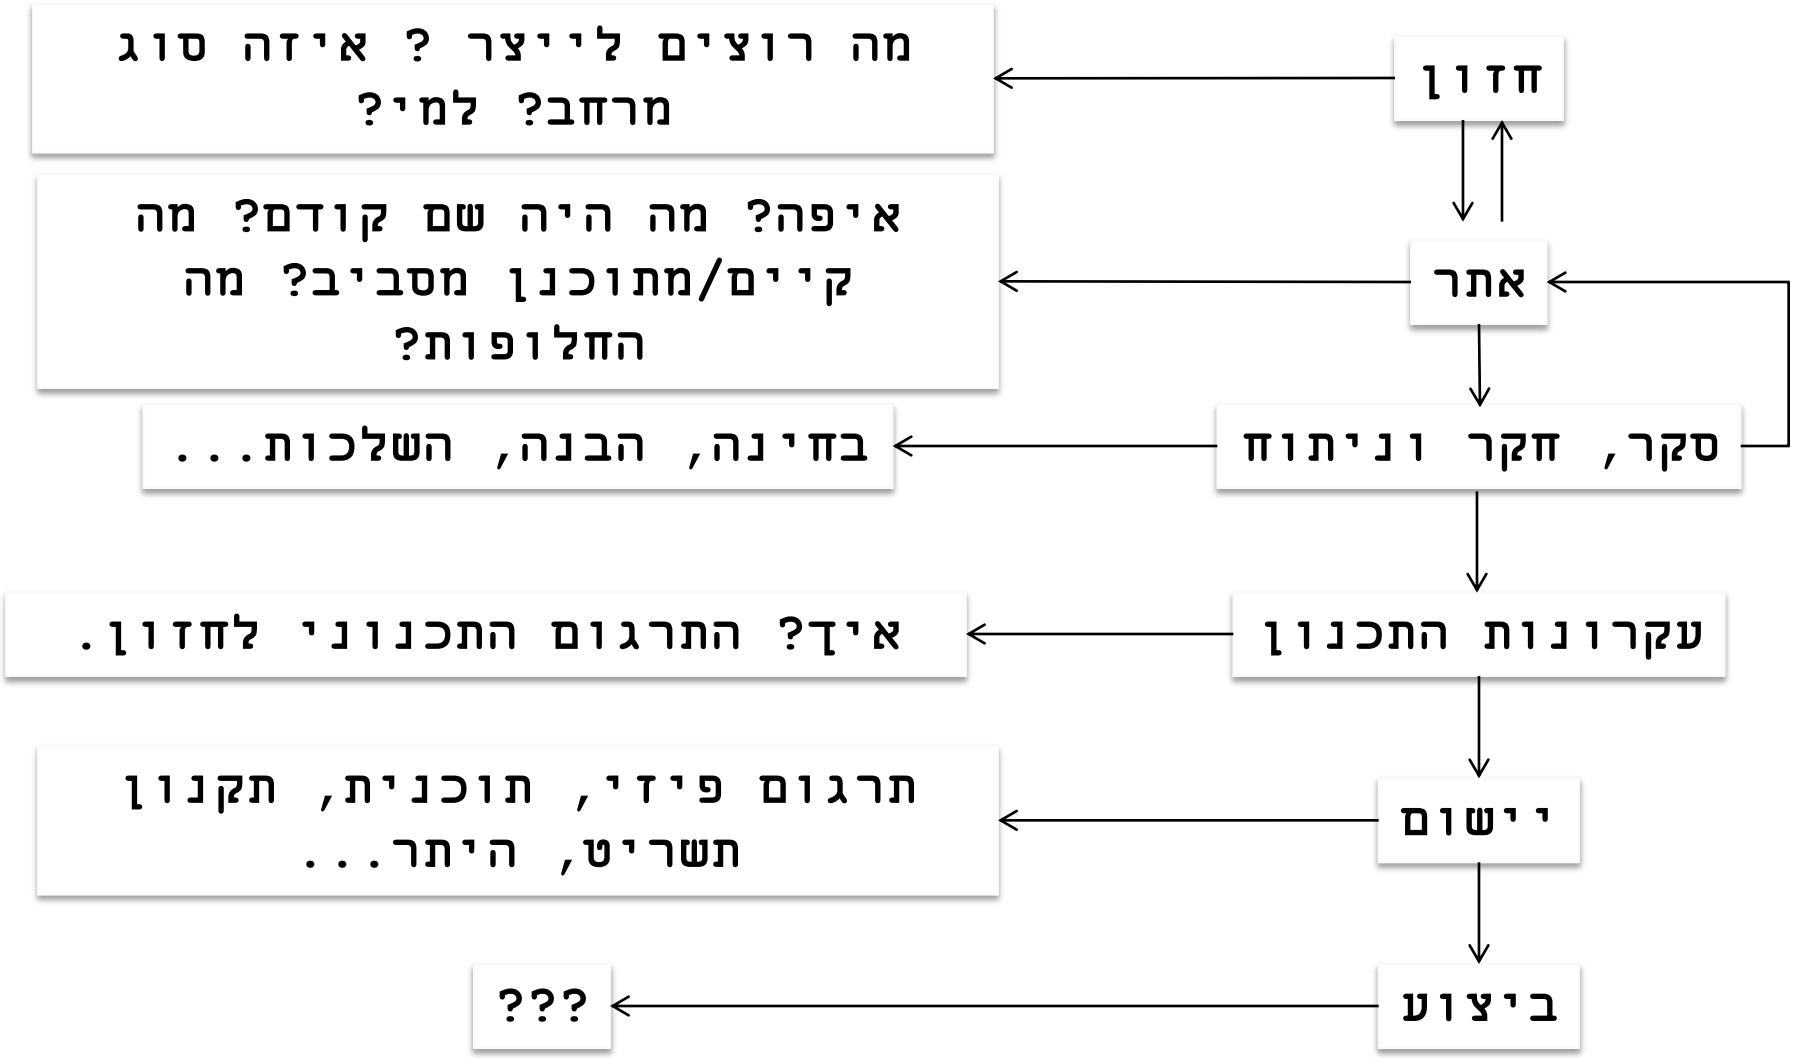 חזון
מה רוצים לייצר ? איזה סוג
מרחב? למי?
אתר
איפה? מה היה שם קודם? מה
קיים/מתוכנן מסביב? מה
החלופות?
סקר, חקר וניתוח
בחינה, הבנה, השלכות...
עקרונות התכנון
איך? התרגום התכנוני לחזון.
יישום
תרגום פיזי, תוכנית, תקנון
תשריט, היתר...
ביצוע
???